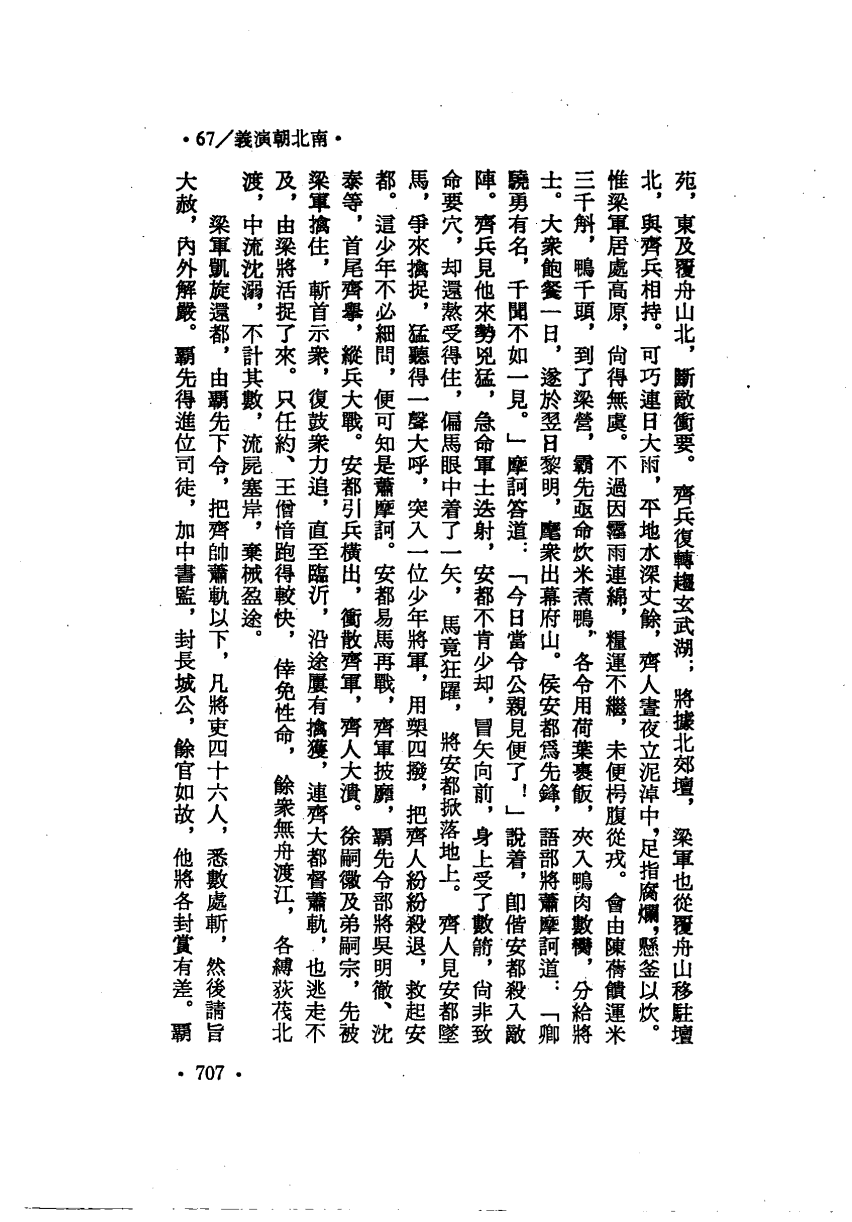 •67/義演朝北南•
苑，東及覆舟山北，斷敵衝要。齊兵復轉趨玄武湖；將據北郊壇，梁軍也從覆舟山移駐壇
北，與齊兵相持。可巧連日大雨，平地水深丈餘，齊人晝夜立泥淖中，足指腐爛，懸釜以炊。
惟梁軍居處高原，尙得無虞。不過因霪雨連綿，糧運不繼，未便枵腹從戎。會由陳蒨饋運米
三千斛，鴨千頭，到了梁營，霸先亟命炊米煮鴨，各令用荷葉裹飯，夾入鴨肉數臠，分給將
士。大衆飽餐一日，遂於翌日黎明，麾衆出幕府山。侯安都爲先鋒，語部將蕭摩訶道：「卿
驍勇有名，千聞不如一見。」摩訶答道：「今日當令公親見便了！」說着，卽偕安都殺入敵
陣。齊兵見他來勢兇猛，急命軍士迭射，安都不肯少却，冒矢向前，身上受了數箭，尙非致
命要穴，却還熬受得住，偏馬眼中着了一矢，馬竟狂躍，將安都掀落地上。齊人見安都墜
馬，爭來擒捉，猛聽得一聲大呼，突入一位少年將軍，用槊四撥，把齊人紛紛殺退，救起安
都。這少年不必細問，便可知是蕭摩訶。安都易馬再戰，齊軍披靡，霸先令部將吳明徹、沈
泰等，首尾齊舉，縱兵大戰。安都引兵橫出，衝散齊軍，齊人大潰。徐嗣徽及弟嗣宗，先被
梁軍擒住，斬首示衆，復鼓衆力追，直至臨沂，沿途屢有擒獲，連齊大都督蕭軌，也逃走不
及，由梁將活捉了來。只任約、王僧愔跑得較快，倖免性命，餘衆無舟渡江，各縛荻茷北
渡，中流沈溺，不計其數，流屍塞岸，棄械盈途。
梁軍凱旋還都，由霸先下令，把齊帥蕭軌以下，凡將吏四十六人，悉數處斬，然後請旨
大赦，內外解嚴。霸先得進位司徒，加中書監，封長城公，餘官如故，他將各封賞有差。霸
•707•